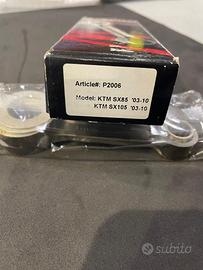 Article#: P2006
Model: KTM SX85 '03-10
KTM SX105 '03-10
subito